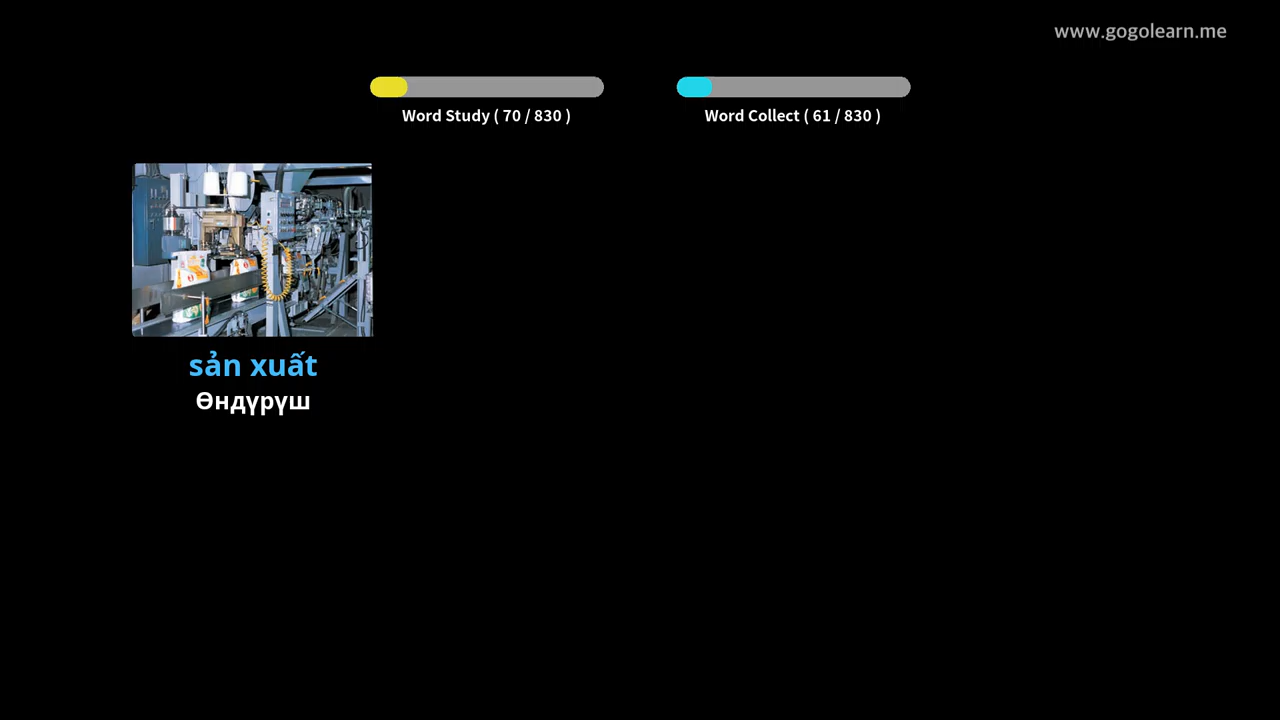 www.gogolearn.me
Word Study ( 70 / 830 )
Word Collect ( 61 / 830 )
sản xuất
Өндүрүш